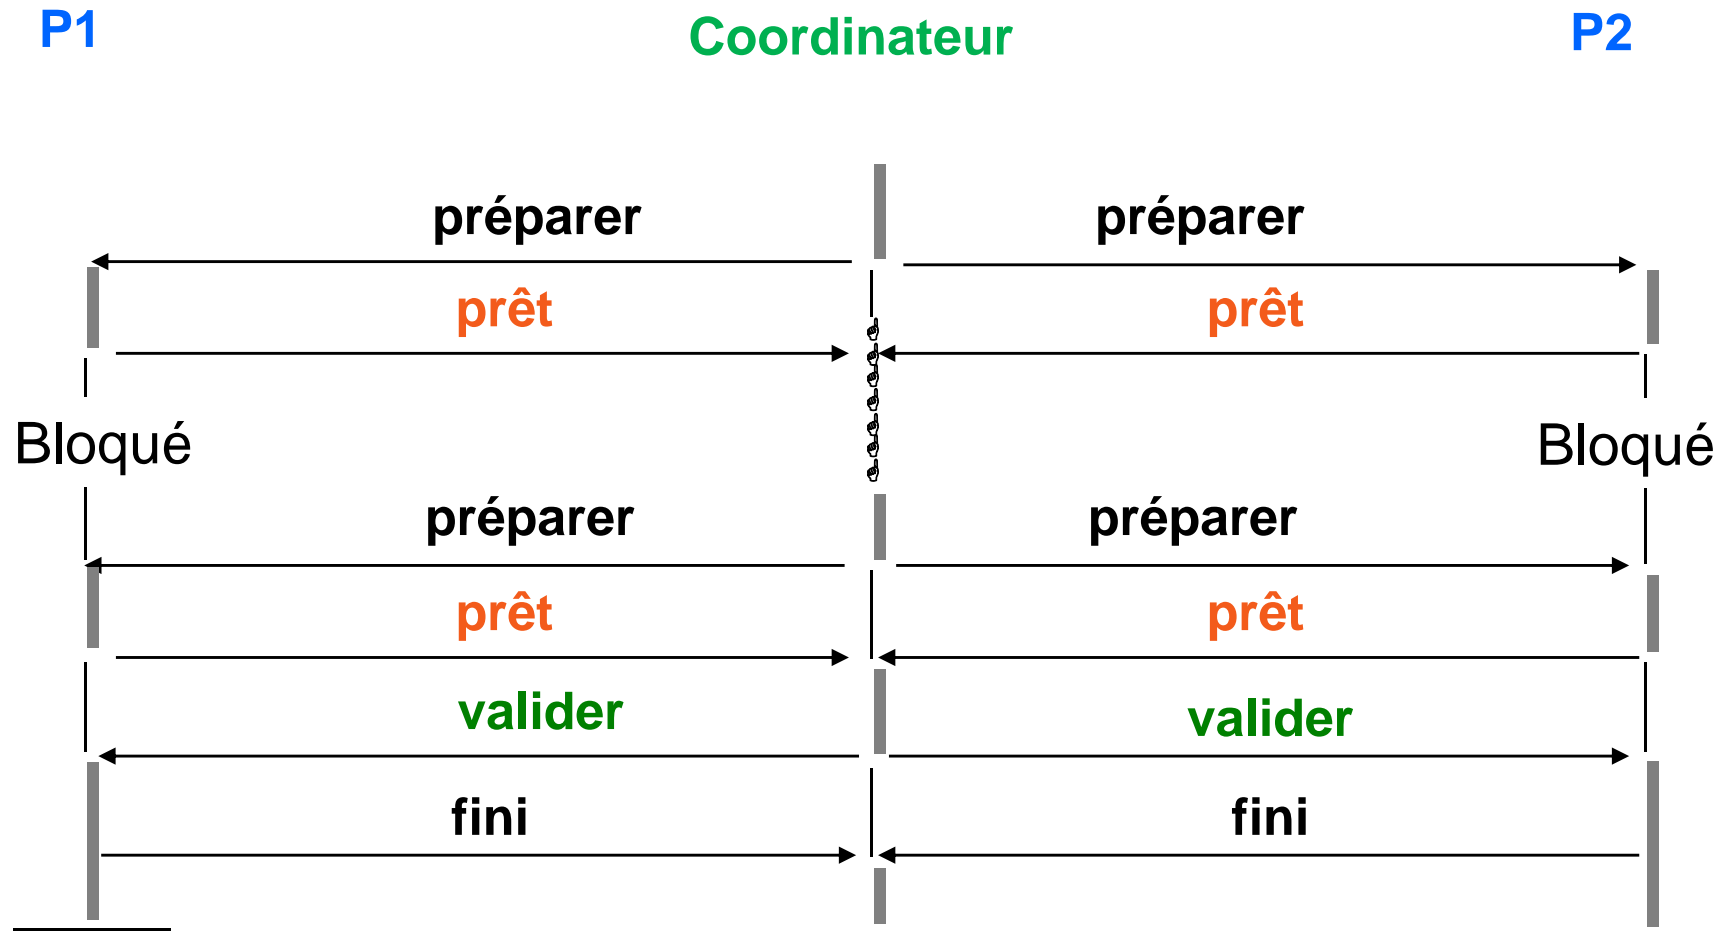 P1 Coordinateur P2
préparer préparer
prêt prêt
Bloqué Bloqué
préparer préparer
prêt prêt
valider valider
fini fini